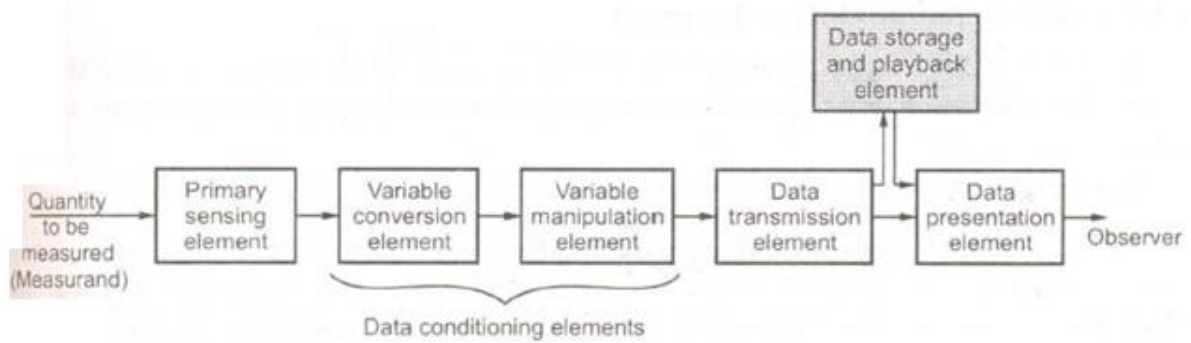 Data storage
and playback
element
Quantity
to be
measured
(Measurand)
Primary
sensing
element
Variable
conversion
element
Variable
manipulation
element
Data
transmission
element
Data
presentation
element
Observer
Data conditioning elements